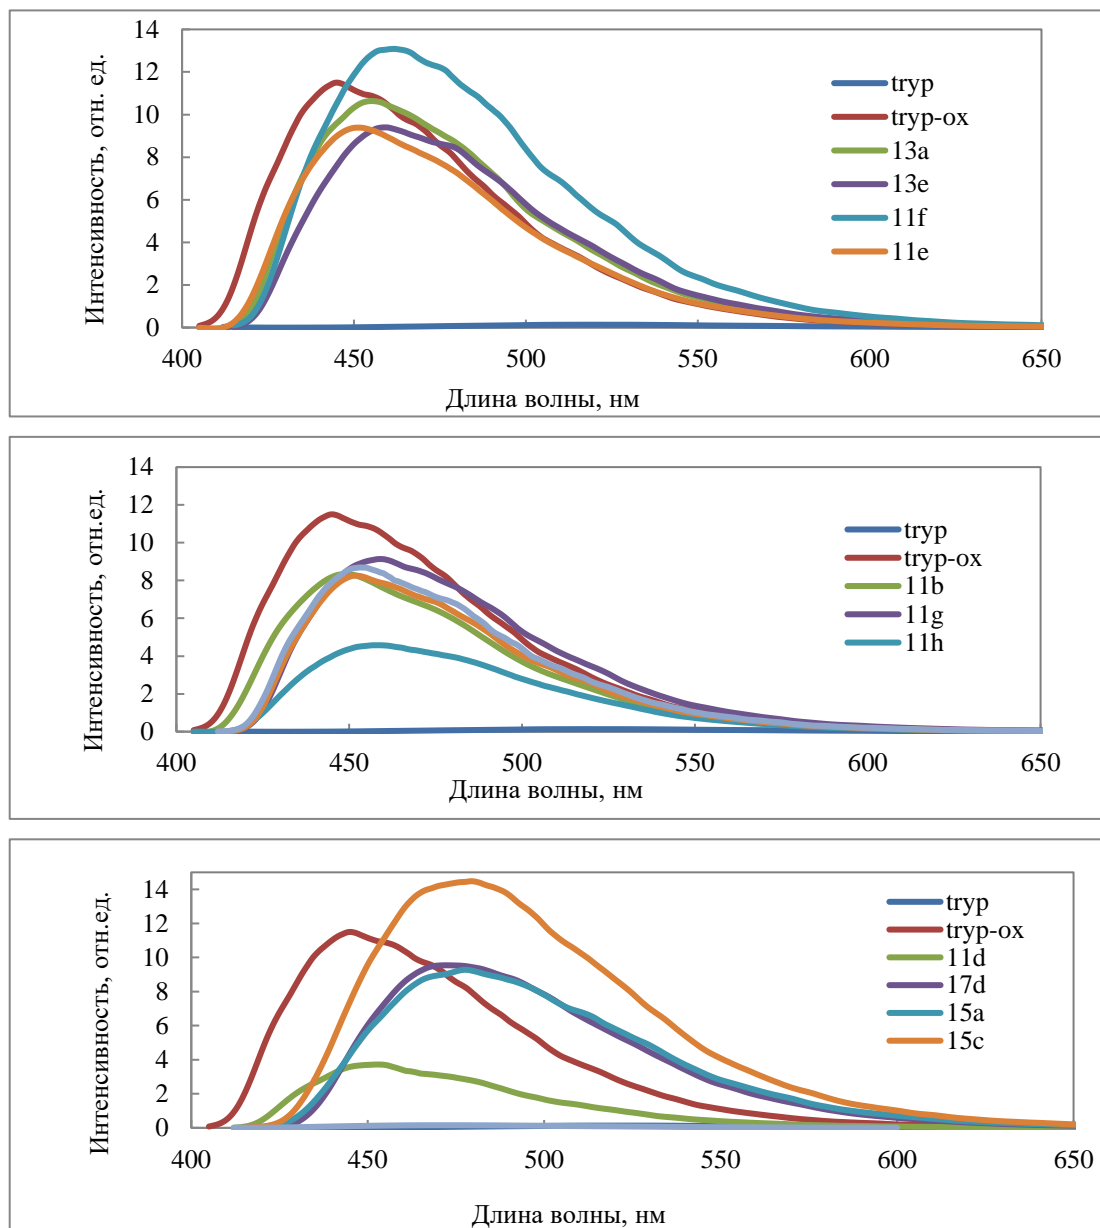 Интенсивность, отн. ед.
14
12
10
8
6
4
2
0
tryp
tryp-ox
13a
13e
11f
11e
400 450 500 550 600 650
Длина волны, нм
Интенсивность, отн.ед.
14
12
10
8
6
4
2
0
tryp
tryp-ox
11b
11g
11h
400 450 500 550 600 650
Длина волны, нм
Интенсивность, отн.ед.
14
12
10
8
6
4
2
0
tryp
tryp-ox
11d
17d
15a
15c
400 450 500 550 600 650
Длина волны, нм